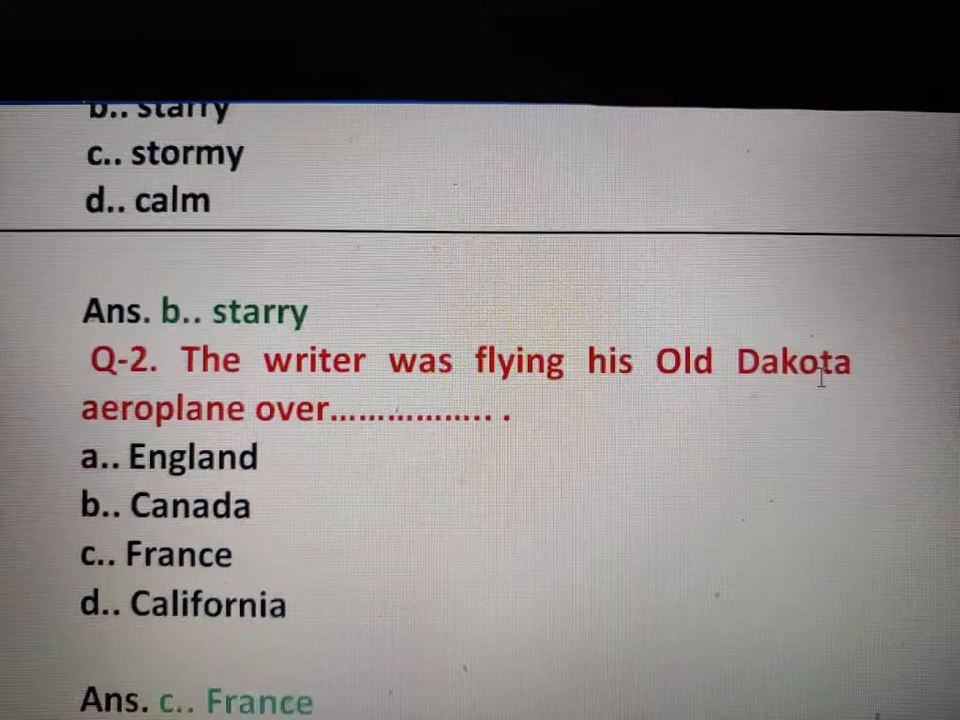 b.. starry
c.. stormy
d.. calm
Ans. b.. starry
Q-2. The writer was flying his Old Dakota
aeroplane over.................. .
a.. England
b.. Canada
c.. France
d.. California
Ans. c.. France